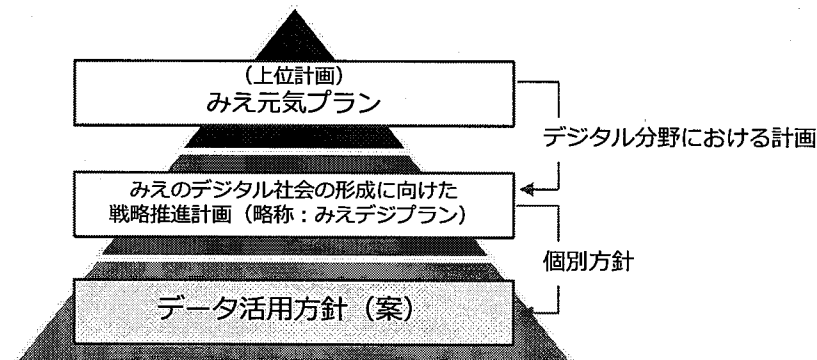 （上位計画）
みえ元気プラン
デジタル分野における計画
みえのデジタル社会の形成に向けた
戦略推進計画（略称：みえデジプラン）
個別方針
データ活用方針（案）